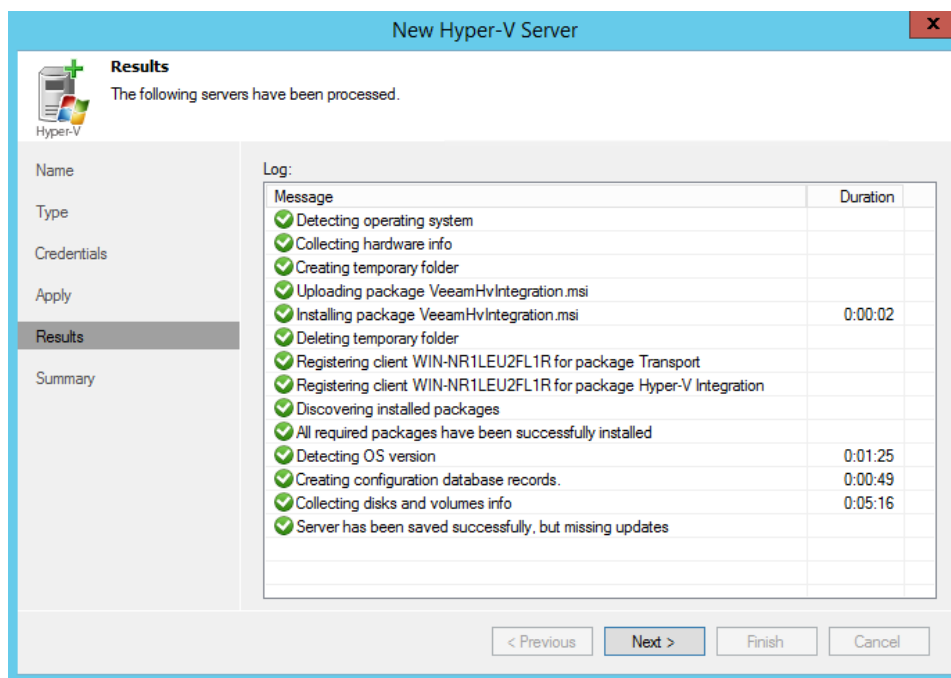 New Hyper-V Server
x
Results
The following servers have been processed.
Hyper-V
Name
Type
Credentials
Apply
Results
Summary
Log:
Message Duration
Detecting operating system
Collecting hardware info
Creating temporary folder
Uploading package VeeamHvIntegration.msi
Installing package VeeamHvIntegration.msi 0:00:02
Deleting temporary folder
Registering client WIN-NR1LEU2FL1R for package Transport
Registering client WIN-NR1LEU2FL1R for package Hyper-V Integration
Discovering installed packages
All required packages have been successfully installed
Detecting OS version 0:01:25
Creating configuration database records. 0:00:49
Collecting disks and volumes info 0:05:16
Server has been saved successfully, but missing updates
< Previous Next > Finish Cancel